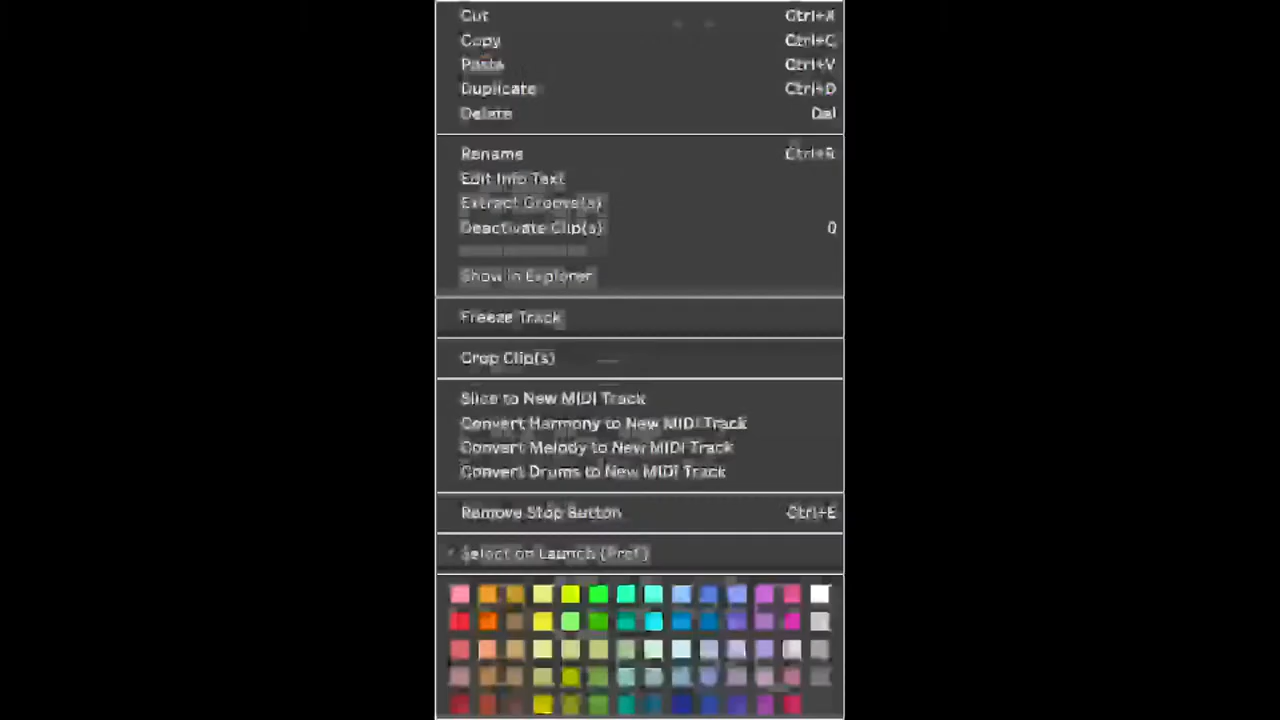 Cut Ctrl+X
Copy Ctrl+C
Paste Ctrl+V
Duplicate Ctrl+D
Delete Del
Rename Ctrl+R
Edit Info Text
Extract Groove(s)
Deactivate Clip(s) 0
Show in Explorer
Freeze Track
Crop Clip(s)
Slice to New MIDI Track
Convert Harmony to New MIDI Track
Convert Melody to New MIDI Track
Convert Drums to New MIDI Track
Remove Stop Button Ctrl+E
Select on Launch (Pref)